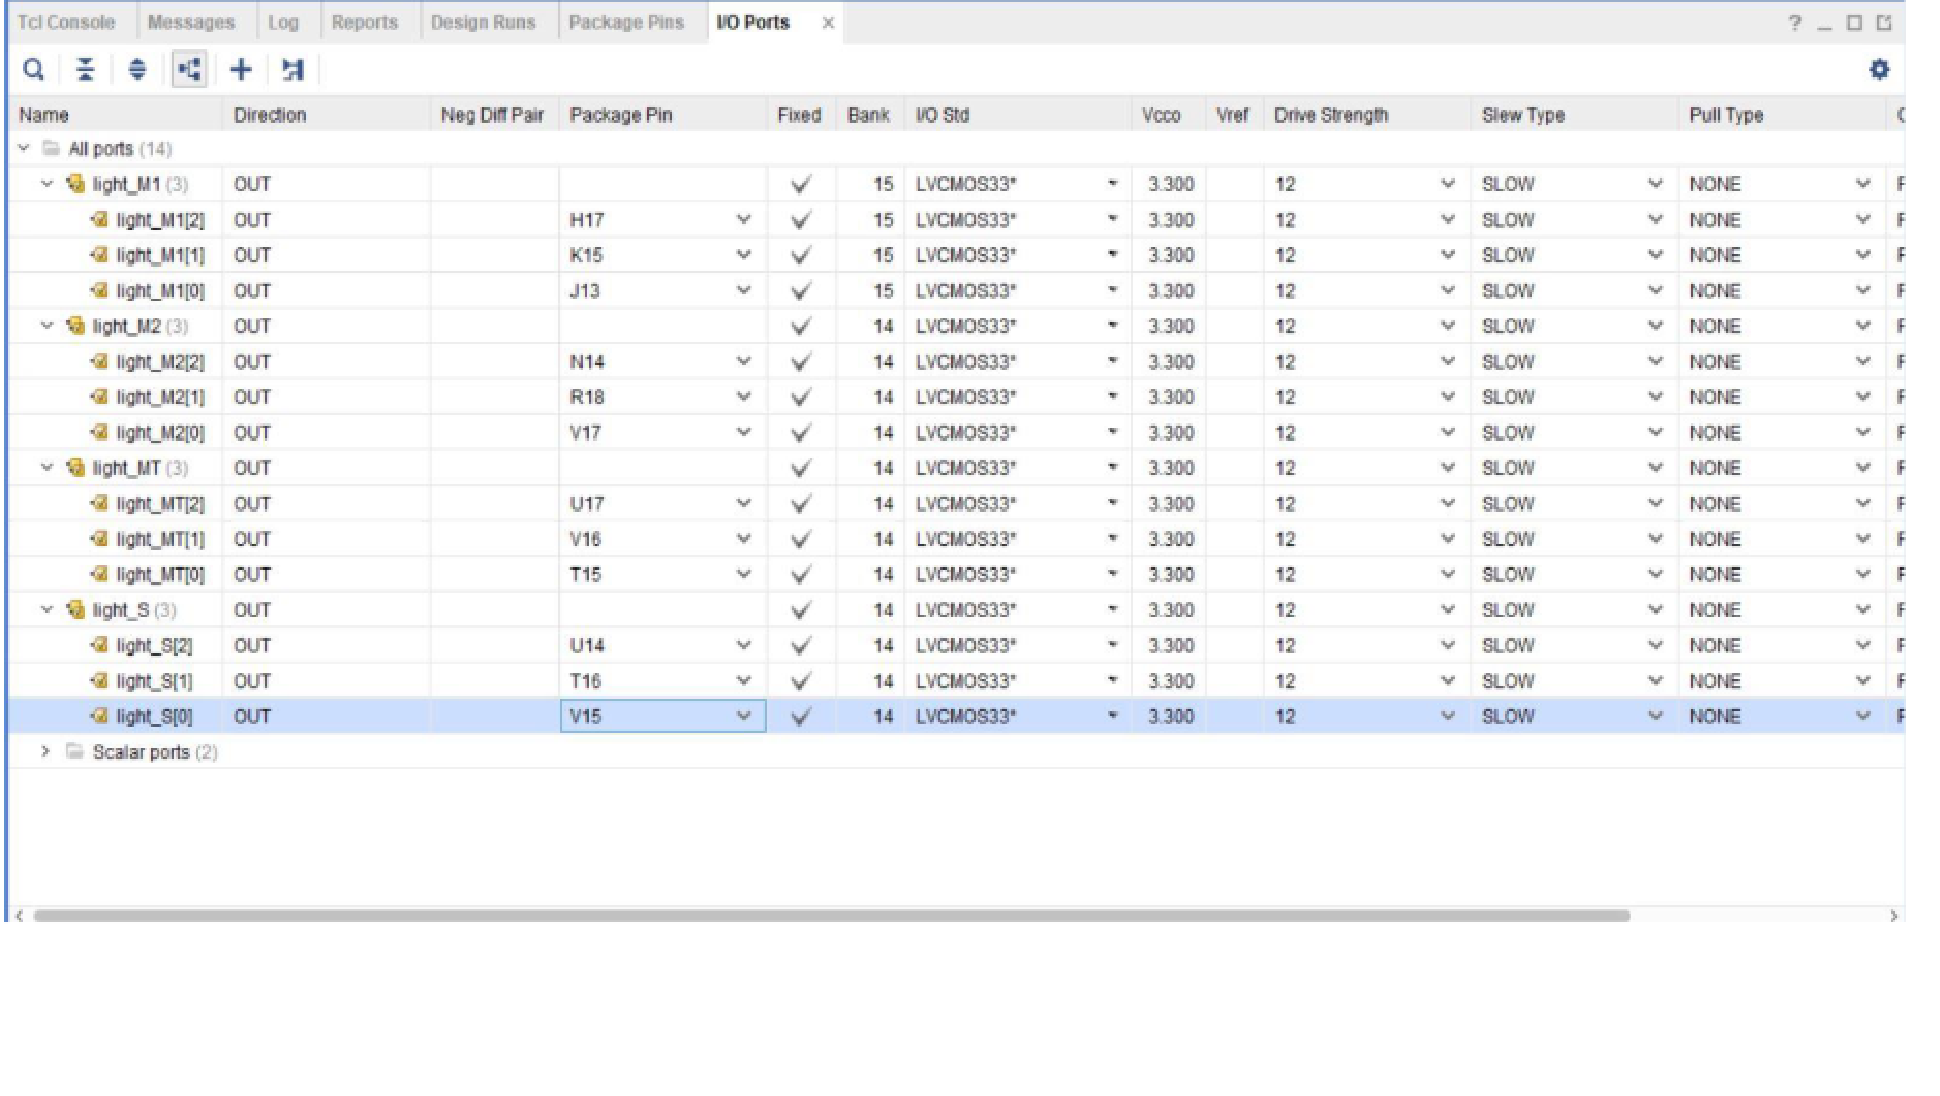 Tcl Console Messages Log Reports Design Runs Package Pins I/O Ports × ?
Name Direction Neg Diff Pair Package Pin Fixed Bank I/O Std Vcco Vref Drive Strength Slew Type Pull Type
All ports (14)
light_M1 (3) OUT 15 LVCMOS33* 3.300 12 SLOW NONE
light_M1[2] OUT H17 15 LVCMOS33* 3.300 12 SLOW NONE
light_M1[1] OUT K15 15 LVCMOS33* 3.300 12 SLOW NONE
light_M1[0] OUT J13 15 LVCMOS33* 3.300 12 SLOW NONE
light_M2 (3) OUT 14 LVCMOS33* 3.300 12 SLOW NONE
light_M2[2] OUT N14 14 LVCMOS33* 3.300 12 SLOW NONE
light_M2[1] OUT R18 14 LVCMOS33* 3.300 12 SLOW NONE
light_M2[0] OUT V17 14 LVCMOS33* 3.300 12 SLOW NONE
light_MT (3) OUT 14 LVCMOS33* 3.300 12 SLOW NONE
light_MT[2] OUT U17 14 LVCMOS33* 3.300 12 SLOW NONE
light_MT[1] OUT V16 14 LVCMOS33* 3.300 12 SLOW NONE
light_MT[0] OUT T15 14 LVCMOS33* 3.300 12 SLOW NONE
light_S (3) OUT 14 LVCMOS33* 3.300 12 SLOW NONE
light_S[2] OUT U14 14 LVCMOS33* 3.300 12 SLOW NONE
light_S[1] OUT T16 14 LVCMOS33* 3.300 12 SLOW NONE
light_S[0] OUT V15 14 LVCMOS33* 3.300 12 SLOW NONE
Scalar ports (2)